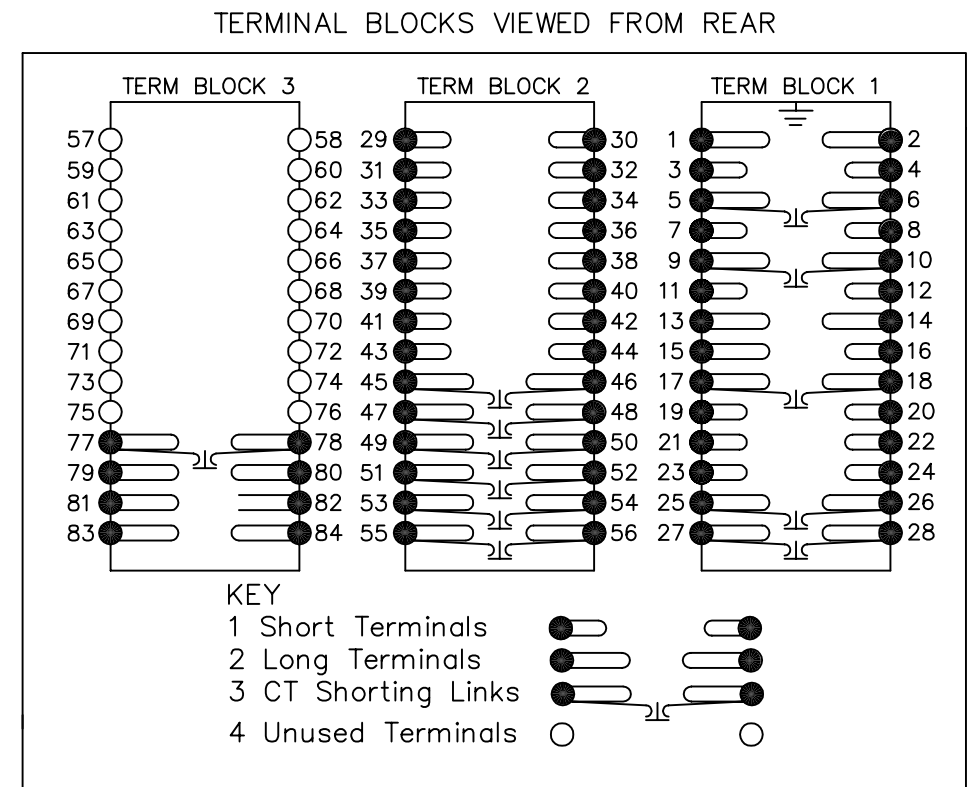 TERMINAL BLOCKS VIEWED FROM REAR
TERM BLOCK 3 TERM BLOCK 2 TERM BLOCK 1
57 58 29 30 1 2
59 60 31 32 3 4
61 62 33 34 5 6
63 64 35 36 7 8
65 66 37 38 9 10
67 68 39 40 11 12
69 70 41 42 13 14
71 72 43 44 15 16
73 74 45 46 17 18
75 76 47 48 19 20
77 78 49 50 21 22
79 80 51 52 23 24
81 82 53 54 25 26
83 84 55 56 27 28
KEY
1 Short Terminals
2 Long Terminals
3 CT Shorting Links
4 Unused Terminals